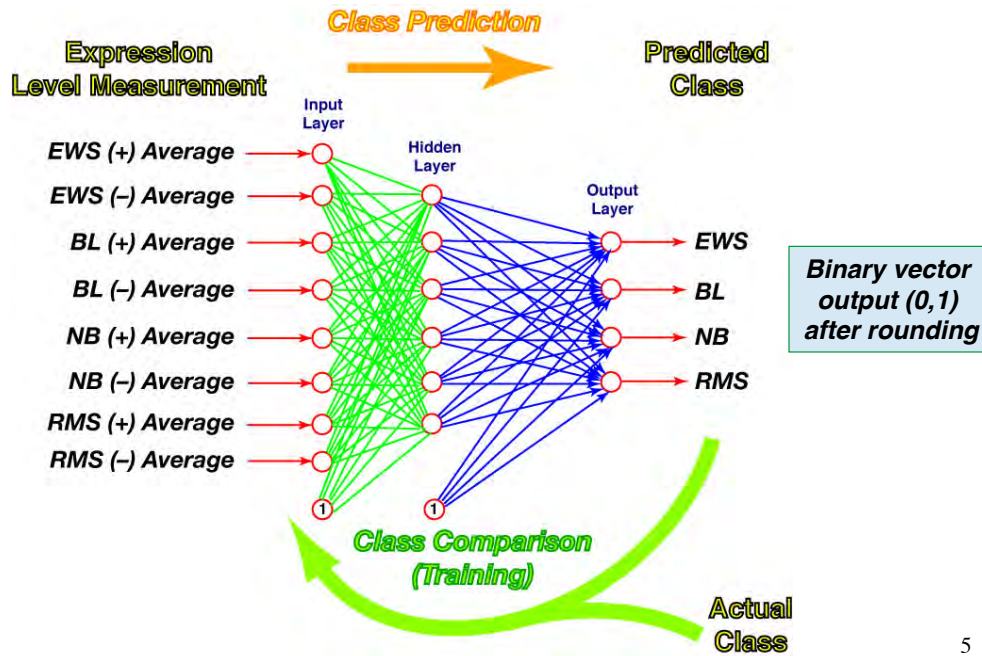 Class Prediction
Expression
Level Measurement
Predicted
Class
Input
Layer
Hidden
Layer
Output
Layer
EWS (+) Average
EWS (–) Average
BL (+) Average
BL (–) Average
NB (+) Average
NB (–) Average
RMS (+) Average
RMS (–) Average
1
1
EWS
BL
NB
RMS
Binary vector
output (0,1)
after rounding
Class Comparison
(Training)
Actual
Class
5